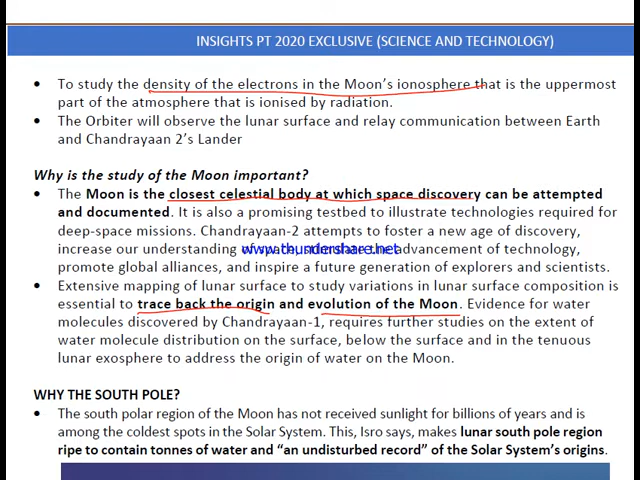 INSIGHTS PT 2020 EXCLUSIVE (SCIENCE AND TECHNOLOGY)
• To study the density of the electrons in the Moon's ionosphere that is the uppermost
part of the atmosphere that is ionised by radiation.
• The Orbiter will observe the lunar surface and relay communication between Earth
and Chandrayaan 2's Lander
Why is the study of the Moon important?
• The Moon is the closest celestial body at which space discovery can be attempted
and documented. It is also a promising testbed to illustrate technologies required for
deep-space missions. Chandrayaan-2 attempts to foster a new age of discovery,
increase our understanding of space, the advancement of technology,
www.thundershare.net
promote global alliances, and inspire a future generation of explorers and scientists.
• Extensive mapping of lunar surface to study variations in lunar surface composition is
essential to trace back the origin and evolution of the Moon. Evidence for water
molecules discovered by Chandrayaan-1, requires further studies on the extent of
water molecule distribution on the surface, below the surface and in the tenuous
lunar exosphere to address the origin of water on the Moon.
WHY THE SOUTH POLE?
• The south polar region of the Moon has not received sunlight for billions of years and is
among the coldest spots in the Solar System. This, Isro says, makes lunar south pole region
ripe to contain tonnes of water and "an undisturbed record" of the Solar System's origins.